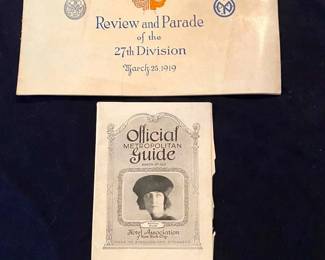 Review and Parade
of the
27th Division
March 25, 1919
Official
METROPOLITAN
Guide
Hotel Association
of New York City